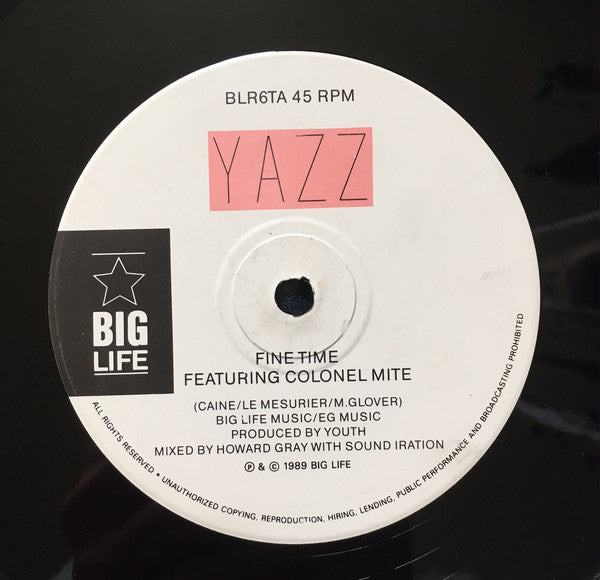 BLR6TA 45 RPM
YAZZ
BIG
LIFE
FINE TIME
FEATURING COLONEL MITE
(CAINE/LE MESURIER/M.GLOVER)
BIG LIFE MUSIC/EG MUSIC
PRODUCED BY YOUTH
MIXED BY HOWARD GRAY WITH SOUND IRATION
℗ & © 1989 BIG LIFE
ALL RIGHTS RESERVED • UNAUTHORIZED COPYING, REPRODUCTION, HIRING, LENDING, PUBLIC PERFORMANCE AND BROADCASTING PROHIBITED